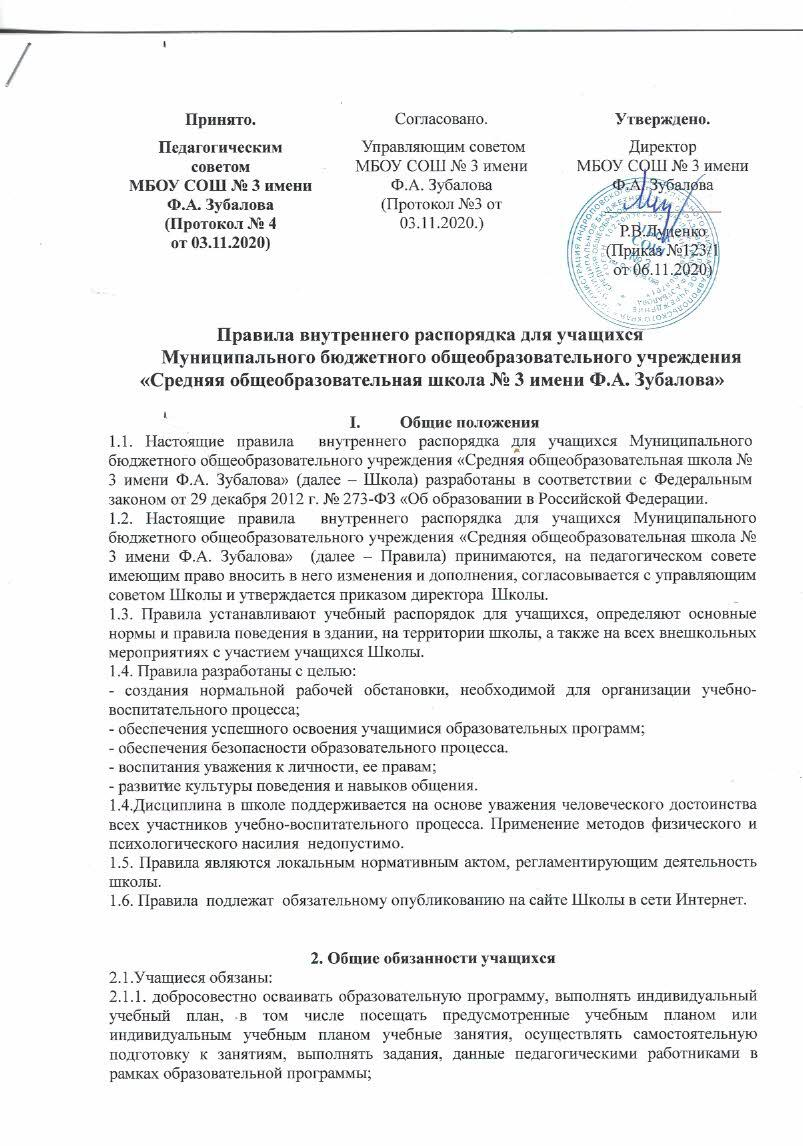 Принято.
Педагогическим
советом
МБОУ СОШ № 3 имени
Ф.А. Зубалова
(Протокол № 4
от 03.11.2020)
Согласовано.
Управляющим советом
МБОУ СОШ № 3 имени
Ф.А. Зубалова
(Протокол №3 от
03.11.2020.)
Утверждено.
Директор
МБОУ СОШ № 3 имени
Ф.А. Зубалова
Р.В.Луценко
(Приказ №123/1
от 06.11.2020)
Правила внутреннего распорядка для учащихся
Муниципального бюджетного общеобразовательного учреждения
«Средняя общеобразовательная школа № 3 имени Ф.А. Зубалова»
I. Общие положения
1.1. Настоящие правила внутреннего распорядка для учащихся Муниципального
бюджетного общеобразовательного учреждения «Средняя общеобразовательная школа №
3 имени Ф.А. Зубалова» (далее – Школа) разработаны в соответствии с Федеральным
законом от 29 декабря 2012 г. № 273-ФЗ «Об образовании в Российской Федерации.
1.2. Настоящие правила внутреннего распорядка для учащихся Муниципального
бюджетного общеобразовательного учреждения «Средняя общеобразовательная школа №
3 имени Ф.А. Зубалова» (далее – Правила) принимаются, на педагогическом совете
имеющим право вносить в него изменения и дополнения, согласовывается с управляющим
советом Школы и утверждается приказом директора Школы.
1.3. Правила устанавливают учебный распорядок для учащихся, определяют основные
нормы и правила поведения в здании, на территории школы, а также на всех внешкольных
мероприятиях с участием учащихся Школы.
1.4. Правила разработаны с целью:
- создания нормальной рабочей обстановки, необходимой для организации учебно-
воспитательного процесса;
- обеспечения успешного освоения учащимися образовательных программ;
- обеспечения безопасности образовательного процесса.
- воспитания уважения к личности, ее правам;
- развитие культуры поведения и навыков общения.
1.4.Дисциплина в школе поддерживается на основе уважения человеческого достоинства
всех участников учебно-воспитательного процесса. Применение методов физического и
психологического насилия недопустимо.
1.5. Правила являются локальным нормативным актом, регламентирующим деятельность
школы.
1.6. Правила подлежат обязательному опубликованию на сайте Школы в сети Интернет.
2. Общие обязанности учащихся
2.1.Учащиеся обязаны:
2.1.1. добросовестно осваивать образовательную программу, выполнять индивидуальный
учебный план, в том числе посещать предусмотренные учебным планом или
индивидуальным учебным планом учебные занятия, осуществлять самостоятельную
подготовку к занятиям, выполнять задания, данные педагогическими работниками в
рамках образовательной программы;